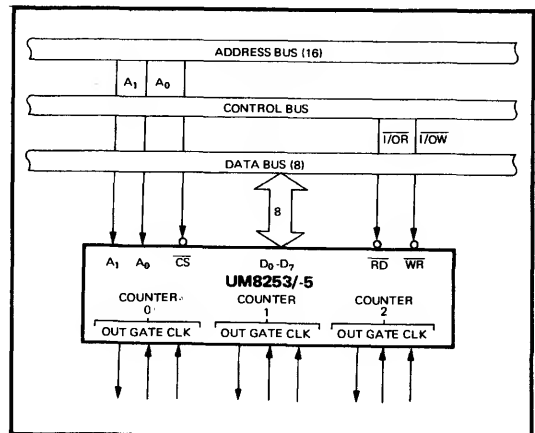 ADDRESS BUS (16)
A1 A0
CONTROL BUS
I/OR I/OW
DATA BUS (8)
8
A1 A0 CS D0-D7 RD WR
UM8253/-5
COUNTER COUNTER COUNTER
0 1 2
OUT GATE CLK OUT GATE CLK OUT GATE CLK